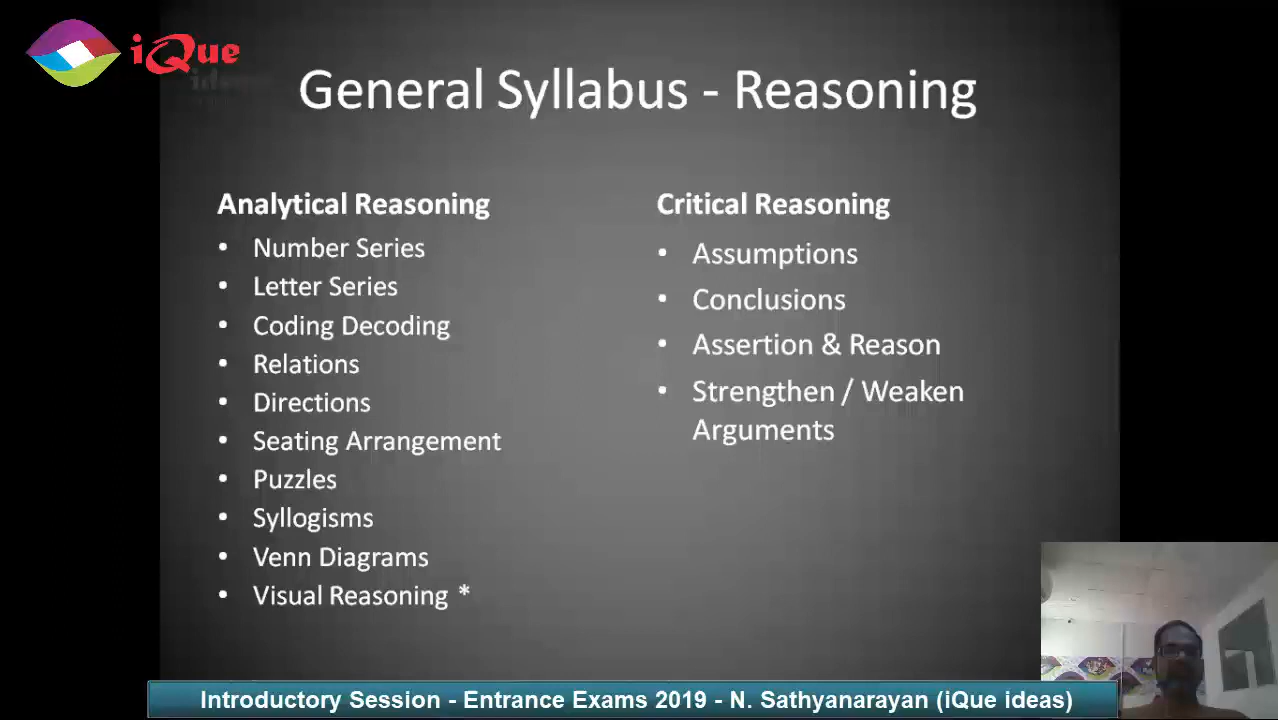 iQue
ideas
General Syllabus - Reasoning
Analytical Reasoning
• Number Series
• Letter Series
• Coding Decoding
• Relations
• Directions
• Seating Arrangement
• Puzzles
• Syllogisms
• Venn Diagrams
• Visual Reasoning *
Critical Reasoning
• Assumptions
• Conclusions
• Assertion & Reason
• Strengthen / Weaken
Arguments
Introductory Session - Entrance Exams 2019 - N. Sathyanarayan (iQue ideas)